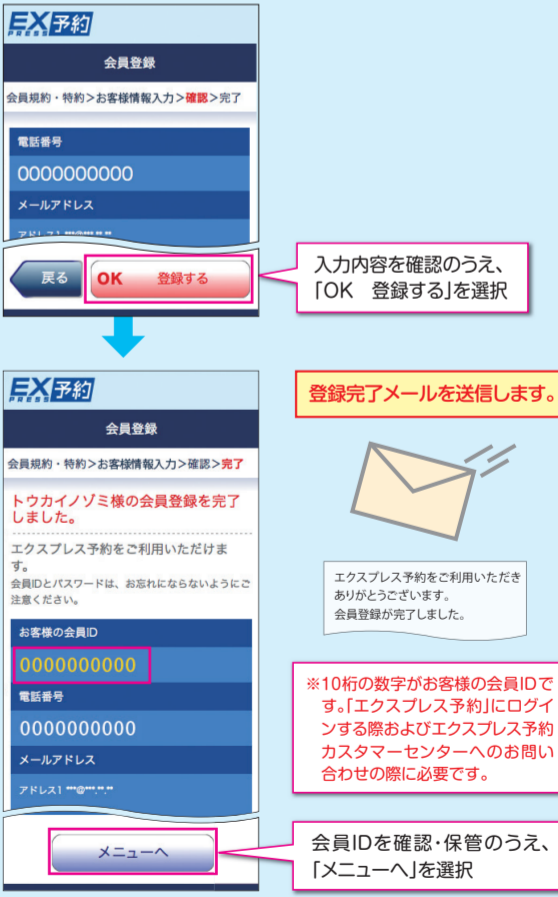 EX予約
PRESS
会員登録
会員規約・特約>お客様情報入力>確認>完了
電話番号
0000000000
メールアドレス
アドレス1 ***@***.**.**
戻る
OK 登録する
入力内容を確認のうえ、
「OK 登録する」を選択
EX予約
PRESS
会員登録
会員規約・特約>お客様情報入力>確認>完了
トウカイノゾミ様の会員登録を完了
しました。
エクスプレス予約をご利用いただけま
す。
会員IDとパスワードは、お忘れにならないようにご
注意ください。
お客様の会員ID
0000000000
電話番号
0000000000
メールアドレス
アドレス1 ***@***.**.**
メニューへ
登録完了メールを送信します。
エクスプレス予約をご利用いただき
ありがとうございます。
会員登録が完了しました。
※10桁の数字がお客様の会員IDで
す。「エクスプレス予約」にログイ
ンする際およびエクスプレス予約
カスタマーセンターへのお問い
合わせの際に必要です。
会員IDを確認・保管のうえ、
「メニューへ」を選択